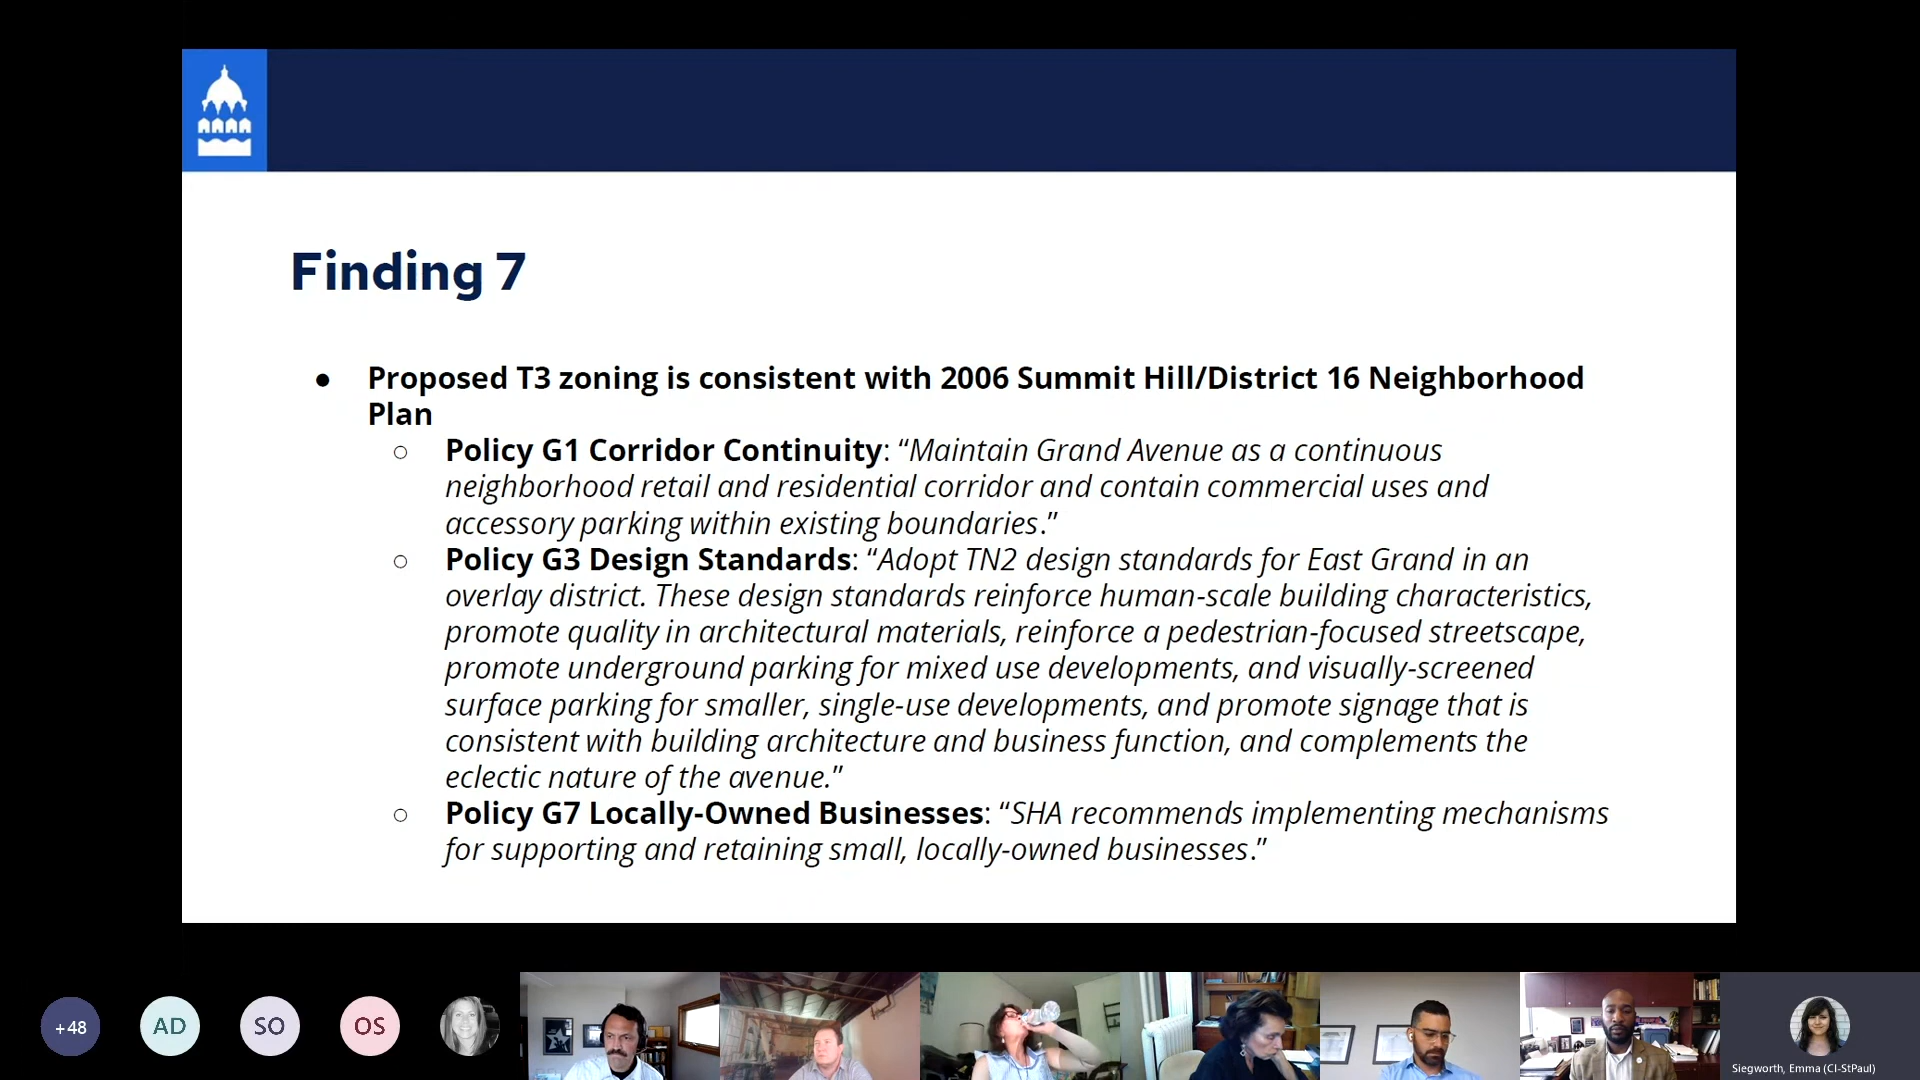 Finding 7
● Proposed T3 zoning is consistent with 2006 Summit Hill/District 16 Neighborhood
Plan
○ Policy G1 Corridor Continuity: “Maintain Grand Avenue as a continuous
neighborhood retail and residential corridor and contain commercial uses and
accessory parking within existing boundaries.”
○ Policy G3 Design Standards: “Adopt TN2 design standards for East Grand in an
overlay district. These design standards reinforce human-scale building characteristics,
promote quality in architectural materials, reinforce a pedestrian-focused streetscape,
promote underground parking for mixed use developments, and visually-screened
surface parking for smaller, single-use developments, and promote signage that is
consistent with building architecture and business function, and complements the
eclectic nature of the avenue.”
○ Policy G7 Locally-Owned Businesses: “SHA recommends implementing mechanisms
for supporting and retaining small, locally-owned businesses.”
+48
AD
SO
OS
Siegworth, Emma (CI-StPaul)